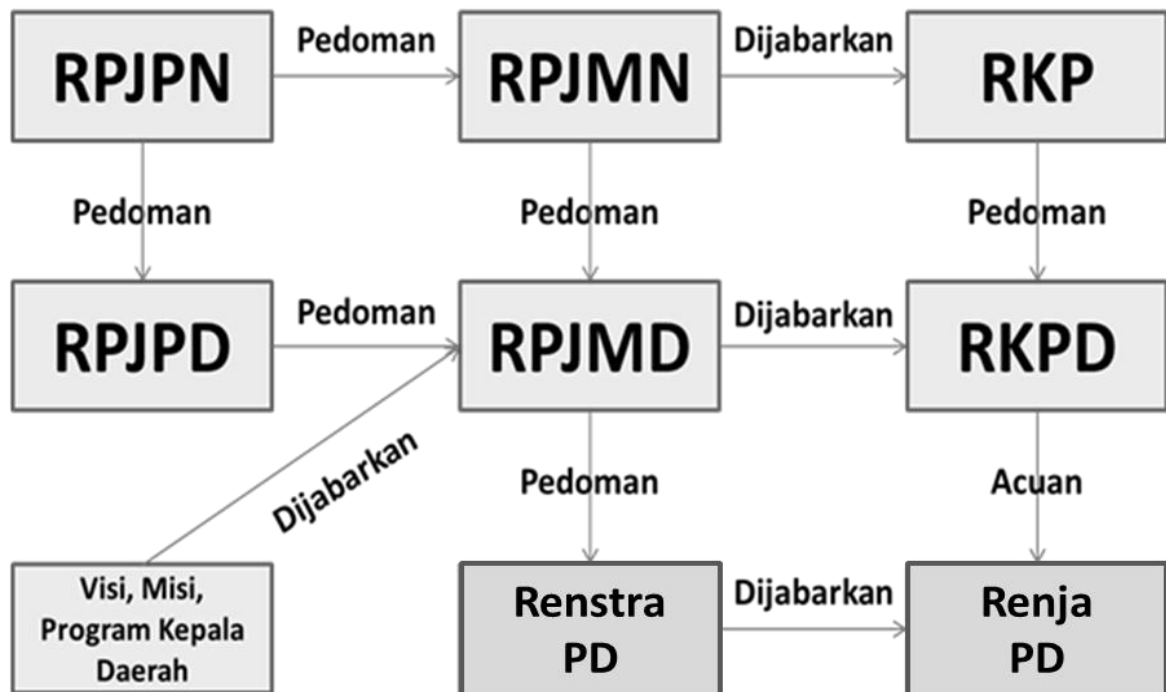 RPJPN
Pedoman
RPJMN
Dijabarkan
RKP
Pedoman
Pedoman
Pedoman
RPJPD
Pedoman
RPJMD
Dijabarkan
RKPD
Dijabarkan
Pedoman
Acuan
Visi, Misi,
Program Kepala
Daerah
Renstra
PD
Dijabarkan
Renja
PD